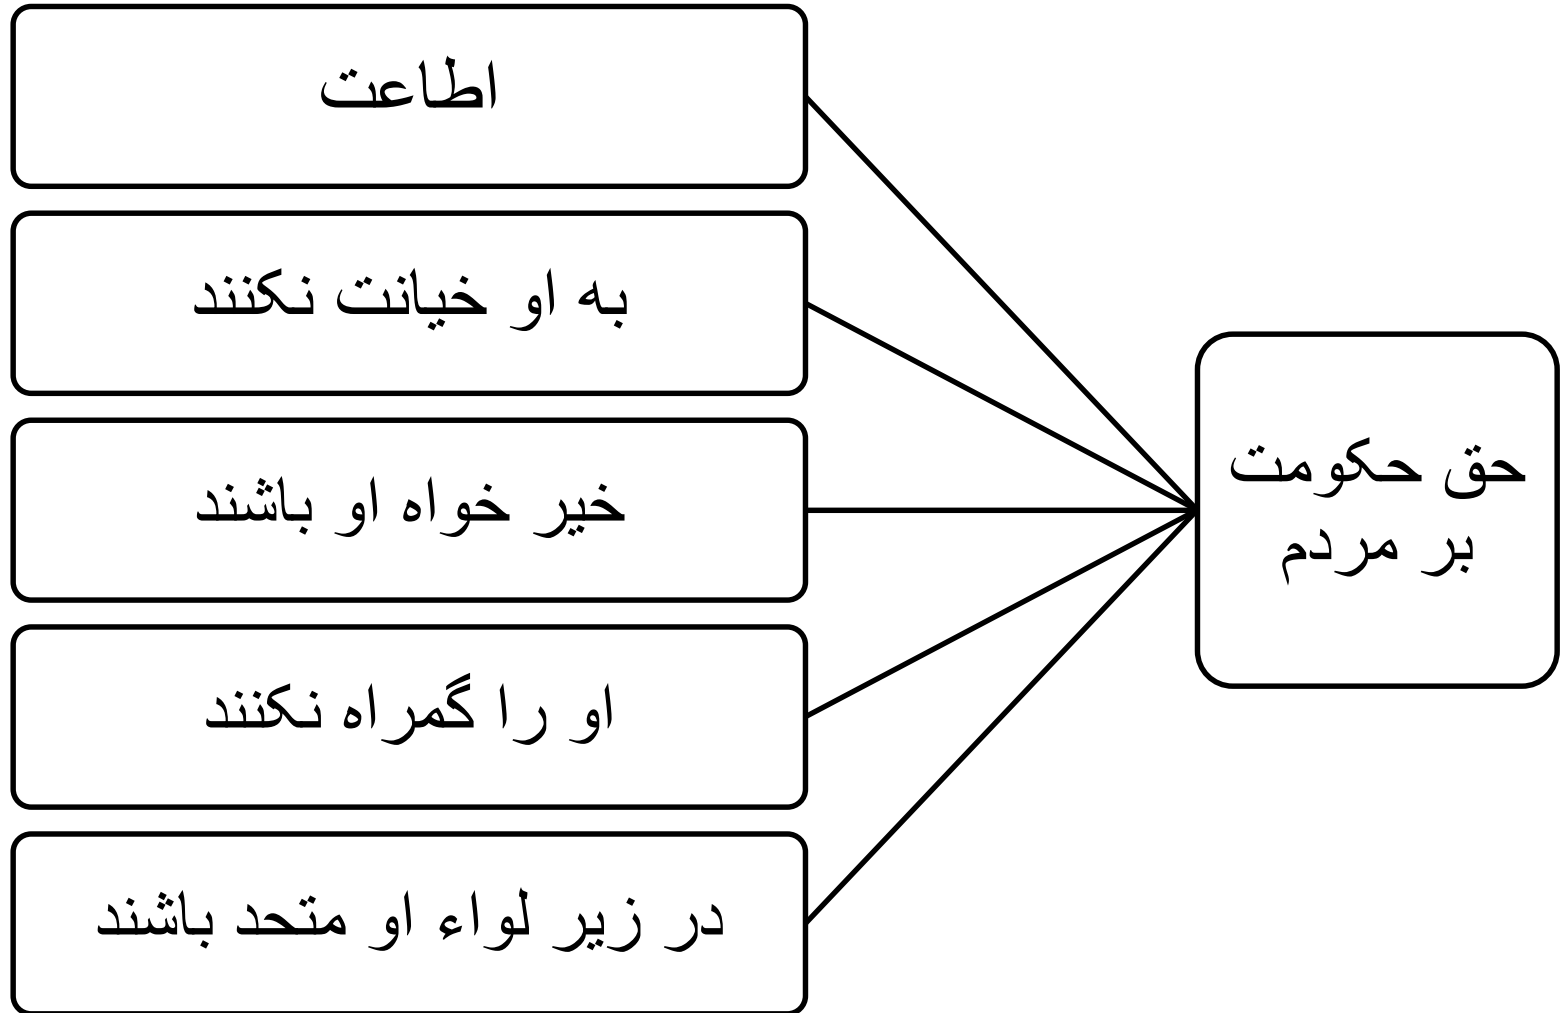 حق حکومت
بر مردم
اطاعت
به او خیانت نکنند
خیر خواه او باشند
او را گمراه نکنند
در زیر لواء او متحد باشند